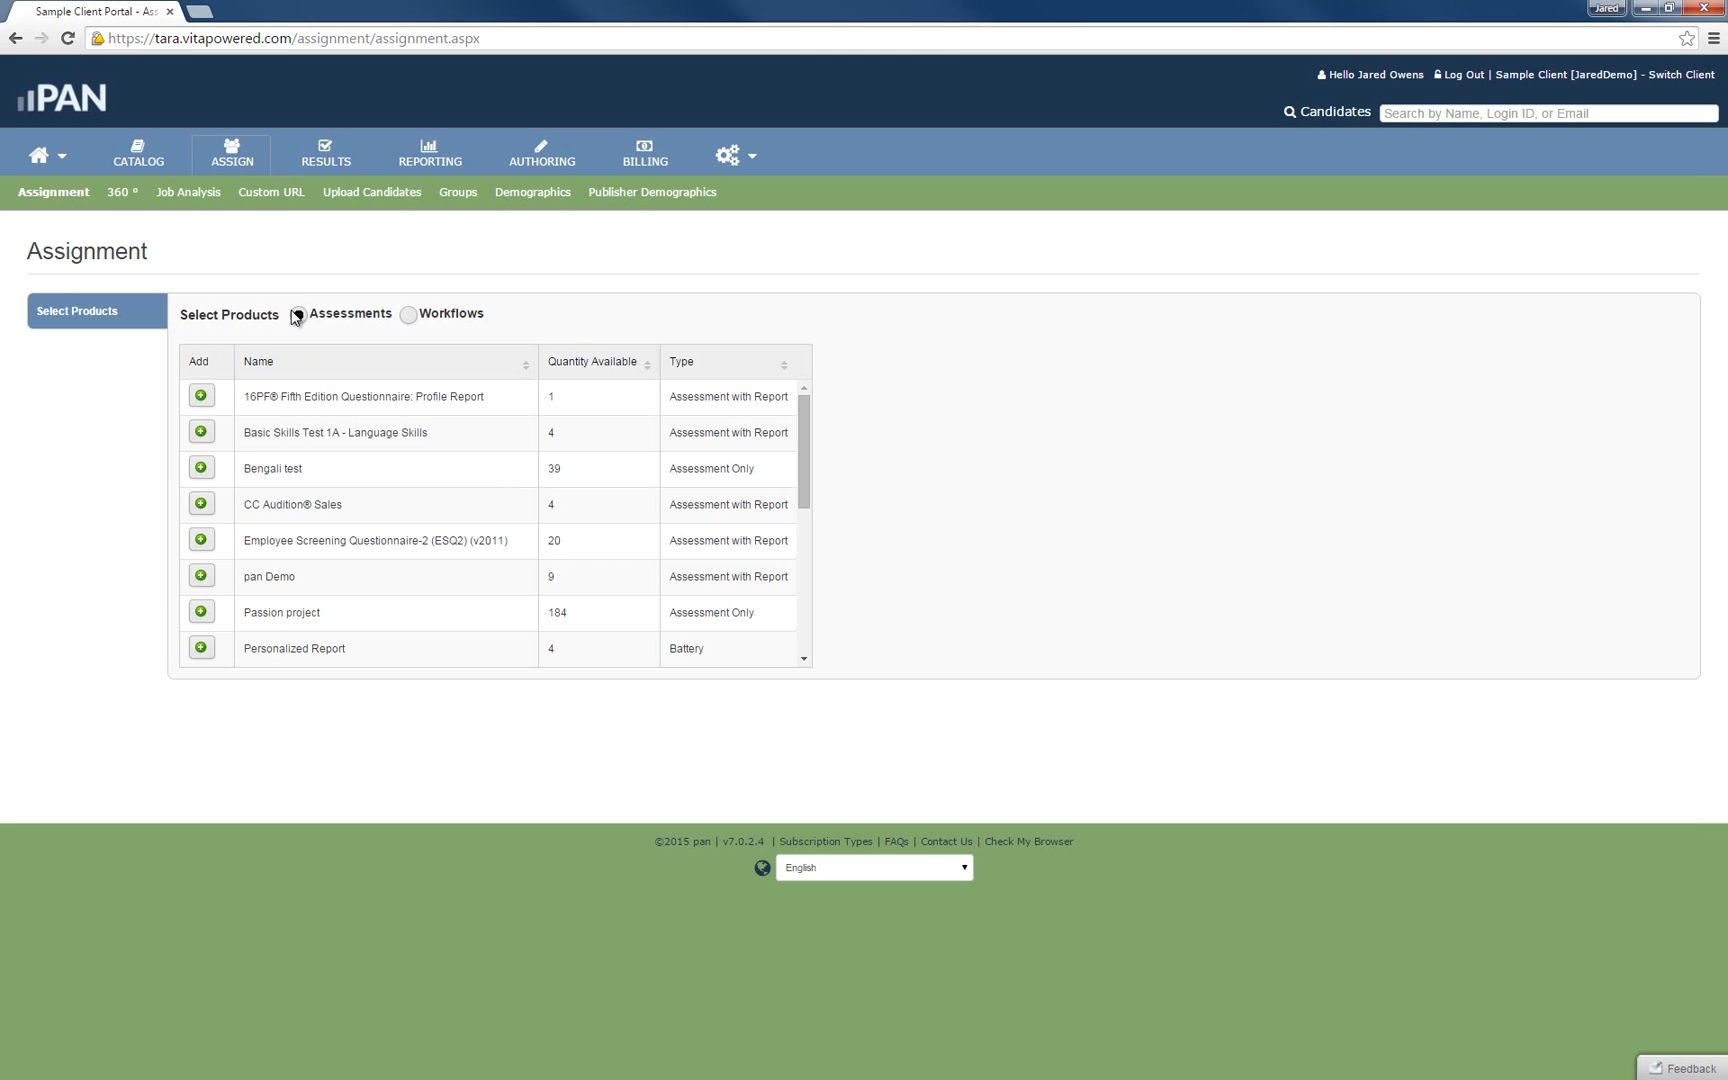 Sample Client Portal - Ass
Jared
https://tara.vitapowered.com/assignment/assignment.aspx
Hello Jared Owens Log Out | Sample Client [JaredDemo] - Switch Client
PAN
Candidates Search by Name, Login ID, or Email
CATALOG ASSIGN RESULTS REPORTING AUTHORING BILLING
Assignment 360 º Job Analysis Custom URL Upload Candidates Groups Demographics Publisher Demographics
Assignment
Select Products
Select Products Assessments Workflows
Add Name Quantity Available Type
16PF® Fifth Edition Questionnaire: Profile Report 1 Assessment with Report
Basic Skills Test 1A - Language Skills 4 Assessment with Report
Bengali test 39 Assessment Only
CC Audition® Sales 4 Assessment with Report
Employee Screening Questionnaire-2 (ESQ2) (v2011) 20 Assessment with Report
pan Demo 9 Assessment with Report
Passion project 184 Assessment Only
Personalized Report 4 Battery
©2015 pan | v7.0.2.4 | Subscription Types | FAQs | Contact Us | Check My Browser
English
Feedback